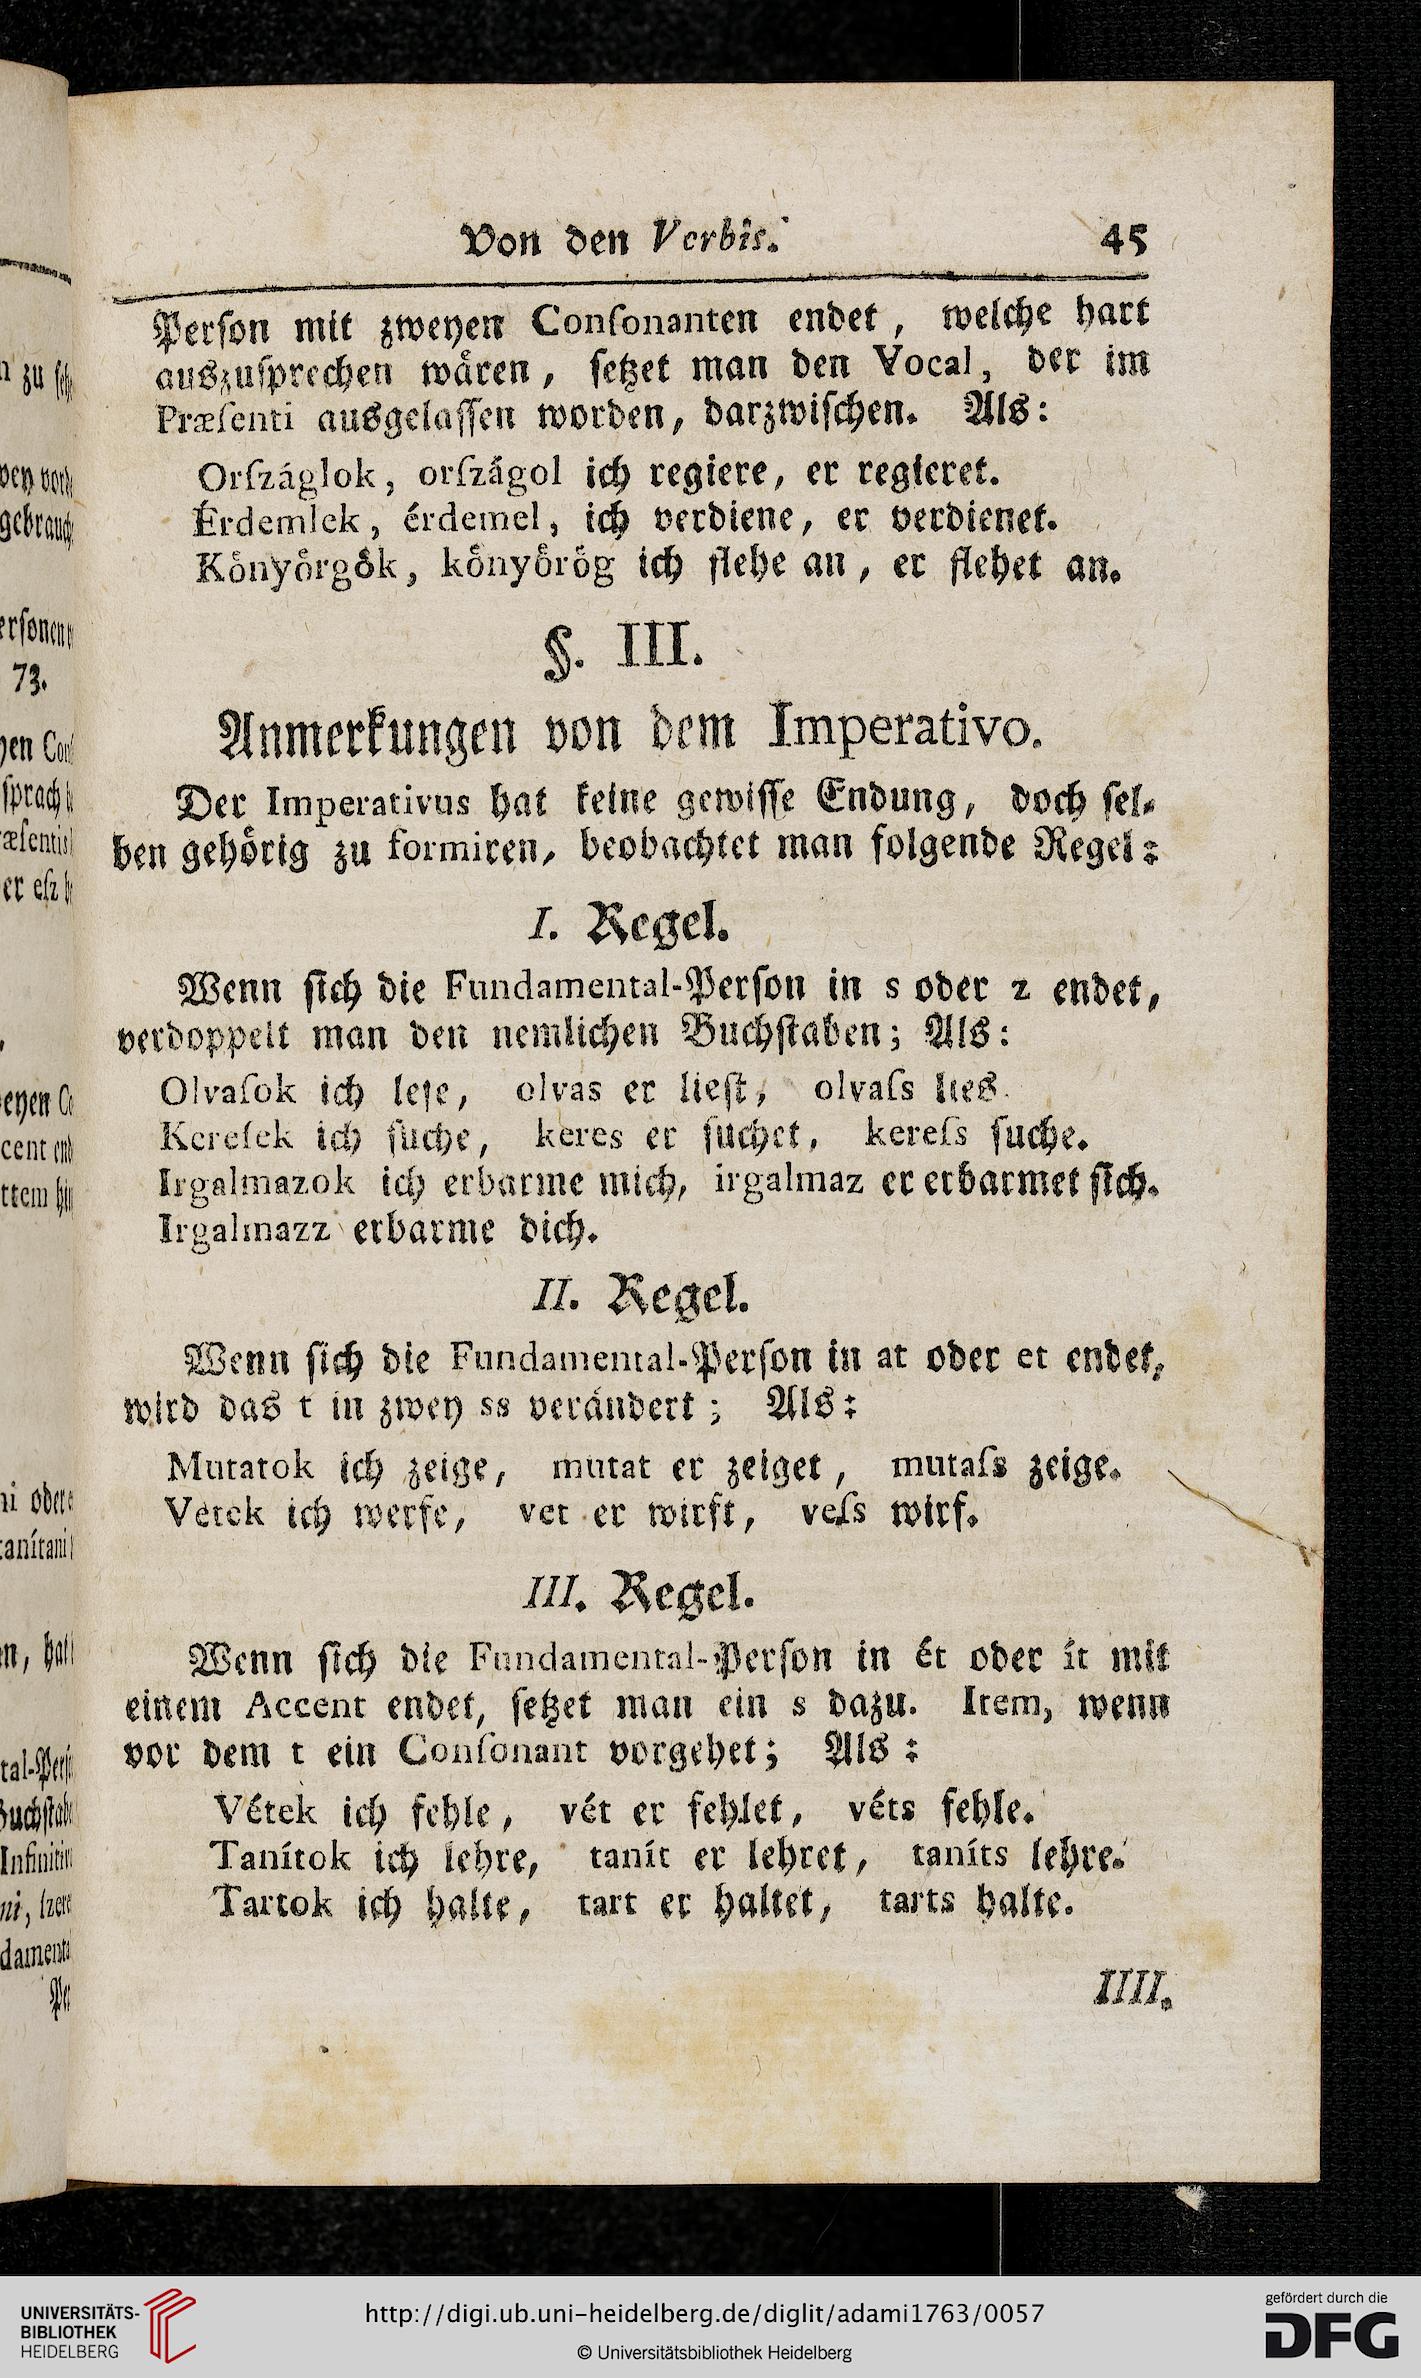 Von den Verbis. 45
Perſon mit zweyen Conſonanten endet, welche hart
auszuſprechen wåren, ſetzet man den Vocal, der im
Præſenti ausgelaſſen worden, darzwiſchen. Als:
Orſzáglok, orſzágol ich regiere, er regieret.
Érdemlek, érdemel, ich verdiene, er verdienet.
Kőnyőrgők, kőnyőrőg ich flehe an, er flehet an.
§. III.
Anmerkungen von dem Imperativo.
Der Imperativus hat keine gewiſſe Endung, doch ſel-
ben gehőrig zu formiren, beobachtet man folgende Regel:
I. Regel.
Wenn ſich die Fundamental-Perſon in s oder z endet,
verdoppelt man den nemlichen Buchſtaben; Als:
Olvaſok ich leſe, olvas er lieſt, olvaſs lies.
Kereſek ich ſuche, keres er ſuchet, kereſs ſuche.
Irgalmazok ich erbarme mich, irgalmaz er erbarmet ſich.
Irgalmazz erbarme dich.
II. Regel.
Wenn ſich die Fundamental-Perſon in at oder et endet,
wird das t in zwey ss veråndert; Als:
Mutatok ich zeige, mutat er zeiget, mutaſs zeige.
Vetek ich werfe, vet er wirft, veſs wirf.
III. Regel.
Wenn ſich die Fundamental-Perſon in ét oder ít mit
einem Accent endet, ſetzet man ein s dazu. Item, wenn
vor dem t ein Conſonant vorgehet; Als:
Vétek ich fehle, vét er fehlet, véts fehle.
Tanítok ich lehre, tanít er lehret, taníts lehre.
Tartok ich halte, tart er haltet, tarts halte.
IIII.
UNIVERSITÄTS-
BIBLIOTHEK
HEIDELBERG
http://digi.ub.uni-heidelberg.de/diglit/adami1763/0057
© Universitätsbibliothek Heidelberg
gefördert durch die
DFG